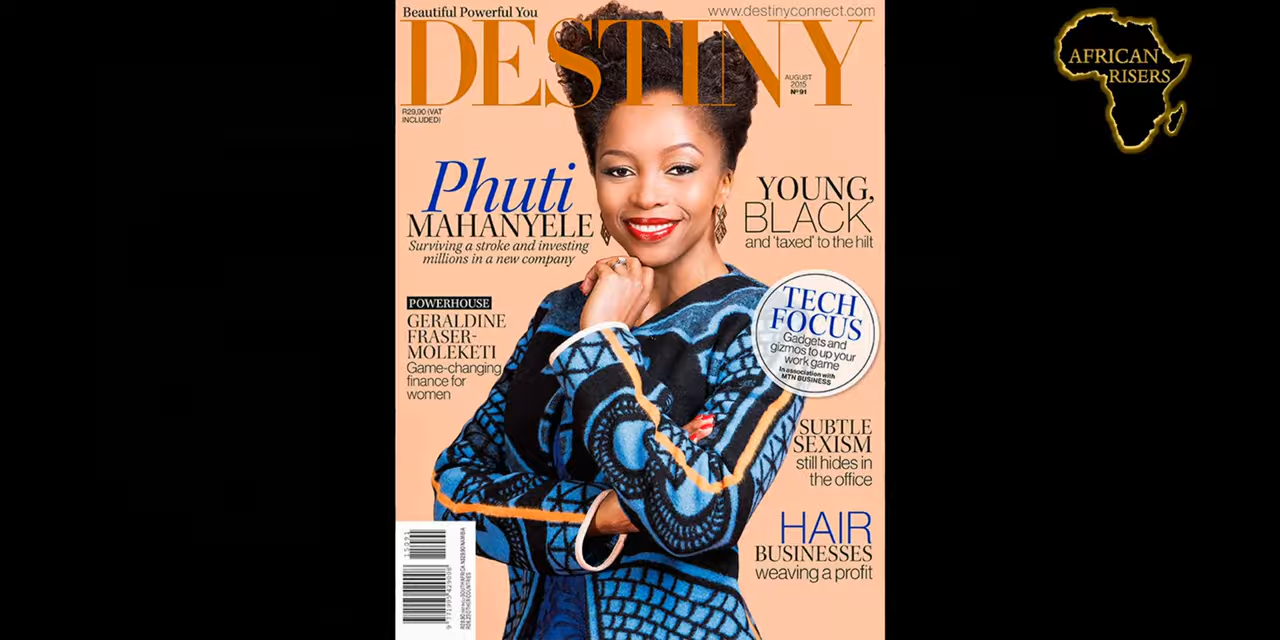 Beautiful Powerful You
www.destinyconnect.com
DESTINY
AUGUST
2015
Nº91
R29,90 (VAT
INCLUDED)
AFRICAN
RISERS
Phuti
MAHANYELE
Surviving a stroke and investing
millions in a new company
POWERHOUSE
GERALDINE
FRASER-
MOLEKETI
Game-changing
finance for
women
YOUNG,
BLACK
and 'taxed' to the hilt
TECH
FOCUS
Gadgets and
gizmos to up your
work game
In association with
MTN BUSINESS
SUBTLE
SEXISM
still hides in
the office
HAIR
BUSINESSES
weaving a profit
15091